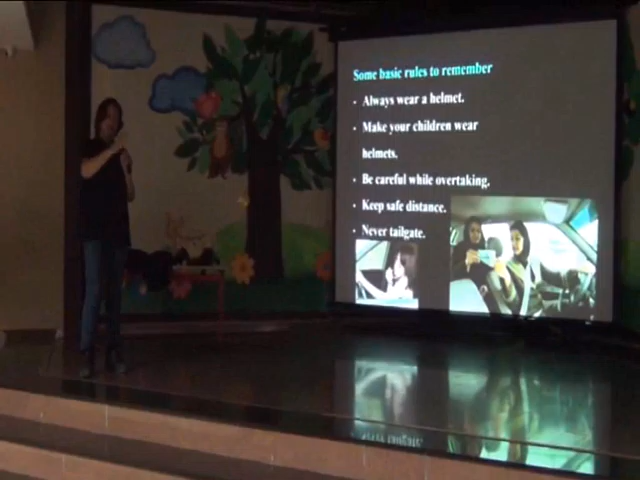 Some basic rules to remember
• Always wear a helmet.
• Make your children wear
helmets.
• Be careful while overtaking.
• Keep safe distance.
• Never tailgate.